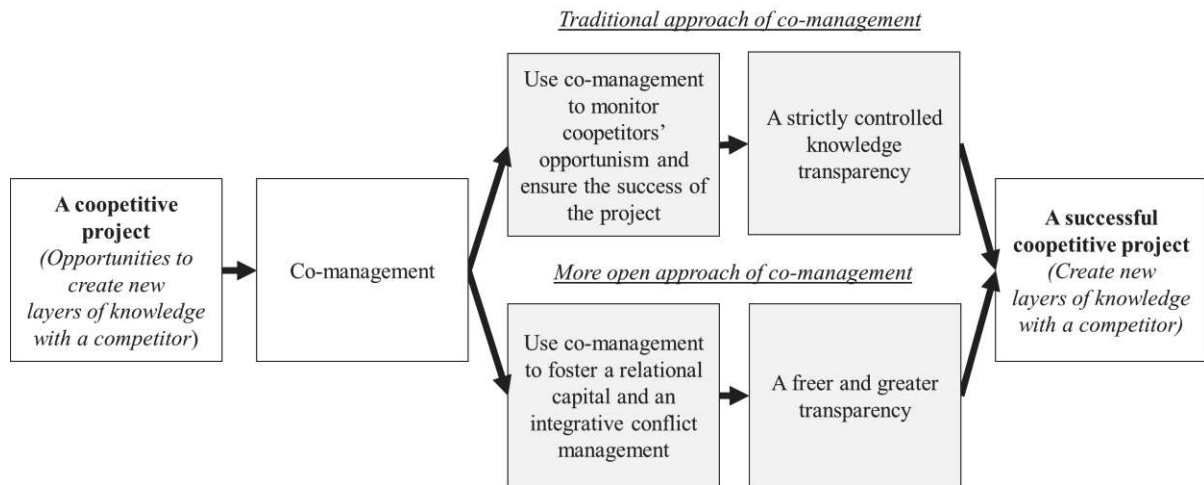 Traditional approach of co-management
Use co-management
to monitor
coopetitors’
opportunism and
ensure the success of
the project
A strictly controlled
knowledge
transparency
A coopetitive
project
(Opportunities to
create new
layers of knowledge
with a competitor)
Co-management
A successful
coopetitive project
(Create new
layers of knowledge
with a competitor)
More open approach of co-management
Use co-management
to foster a relational
capital and an
integrative conflict
management
A freer and greater
transparency